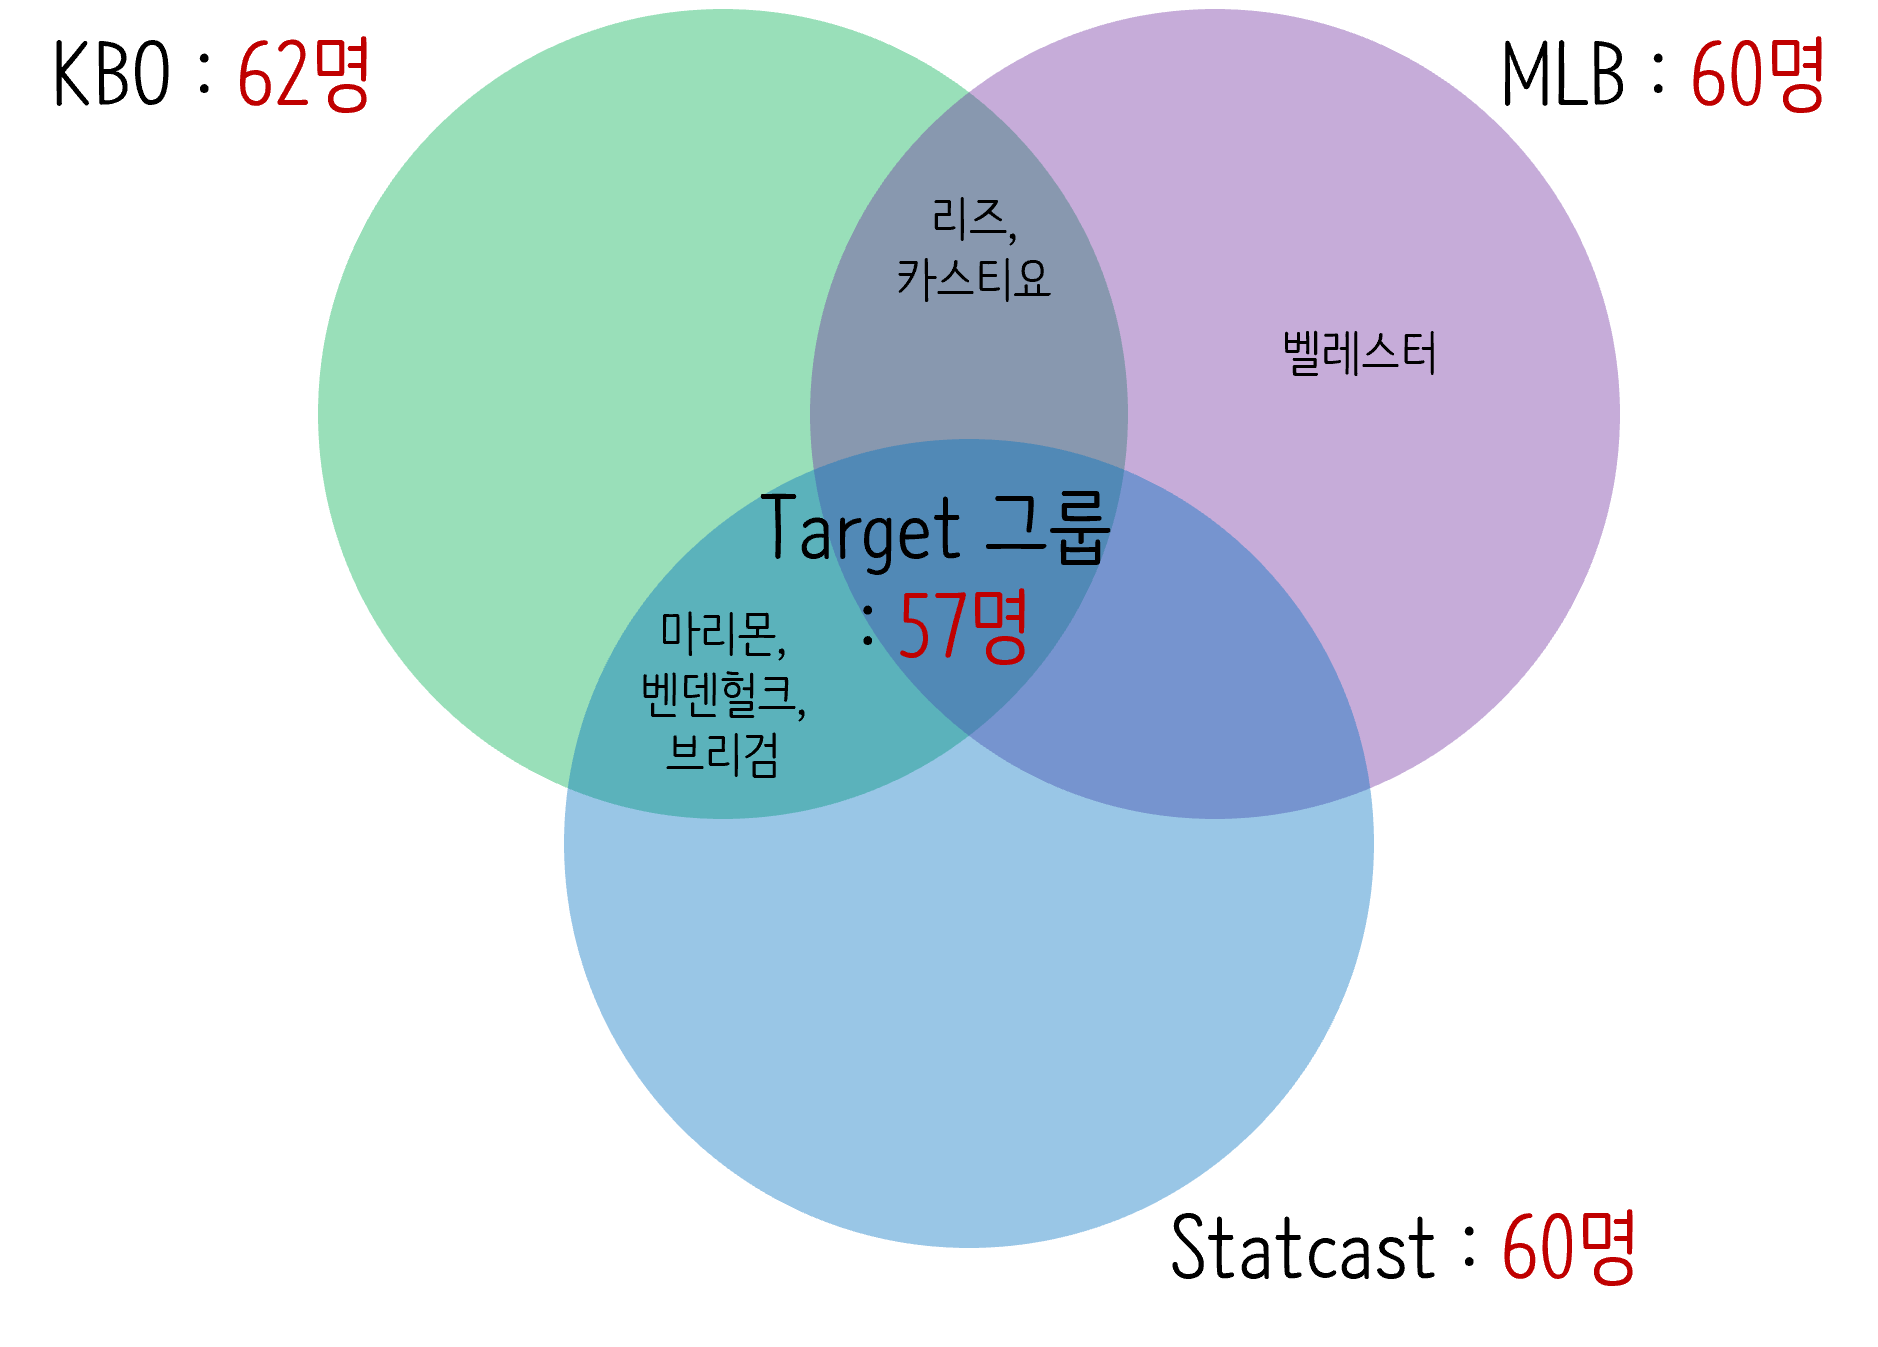 KBO : 62명
MLB : 60명
리즈,
카스티요
벨레스터
Target 그룹
: 57명
마리몬,
벤덴헐크,
브리검
Statcast : 60명